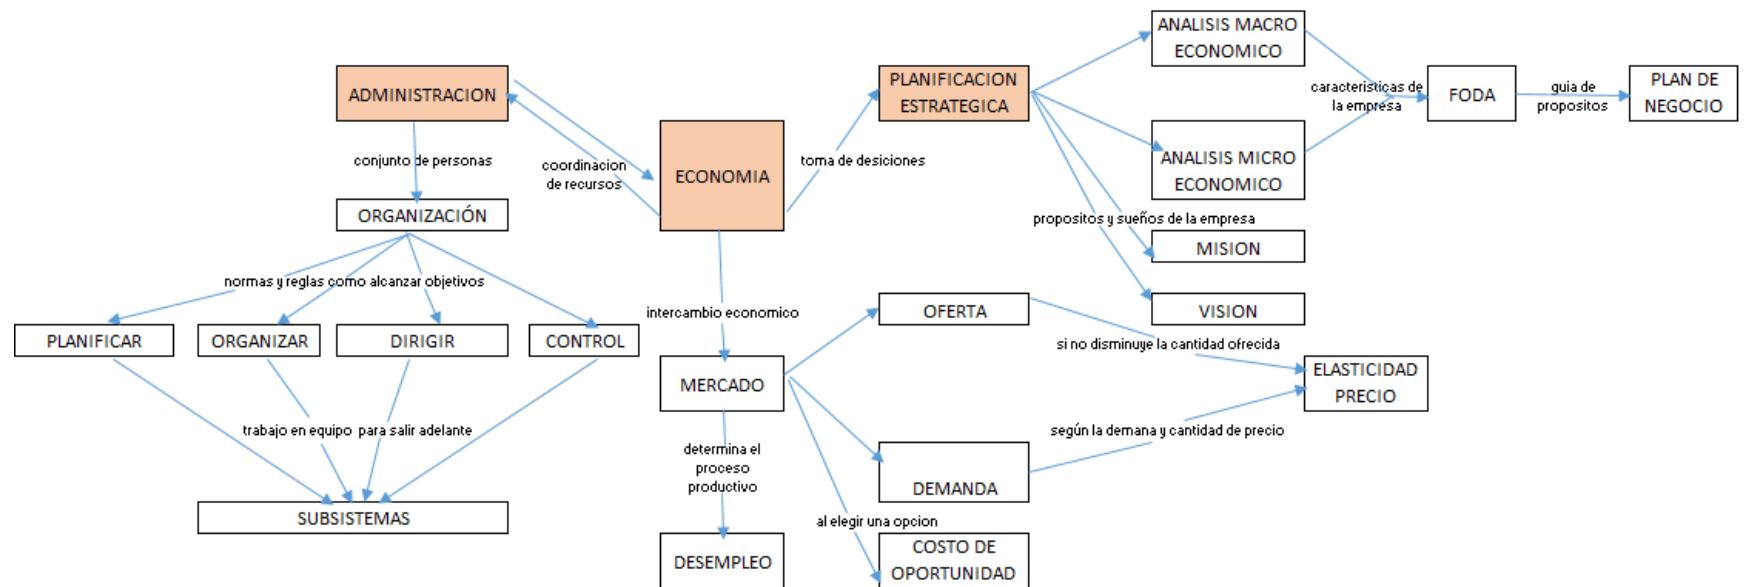 ANALISIS MACRO
ECONOMICO
ADMINISTRACION
PLANIFICACION
ESTRATEGICA
caracteristicas de
la empresa
FODA
guia de
propositos
PLAN DE
NEGOCIO
conjunto de personas
coordinacion
de recursos
ECONOMIA
toma de desiciones
ANALISIS MICRO
ECONOMICO
ORGANIZACIÓN
propositos y sueños de la empresa
MISION
normas y reglas como alcanzar objetivos
intercambio economico
OFERTA
VISION
PLANIFICAR
ORGANIZAR
DIRIGIR
CONTROL
si no disminuye la cantidad ofrecida
MERCADO
ELASTICIDAD
PRECIO
trabajo en equipo para salir adelante
según la demana y cantidad de precio
determina el
proceso
productivo
DEMANDA
SUBSISTEMAS
al elegir una opcion
DESEMPLEO
COSTO DE
OPORTUNIDAD